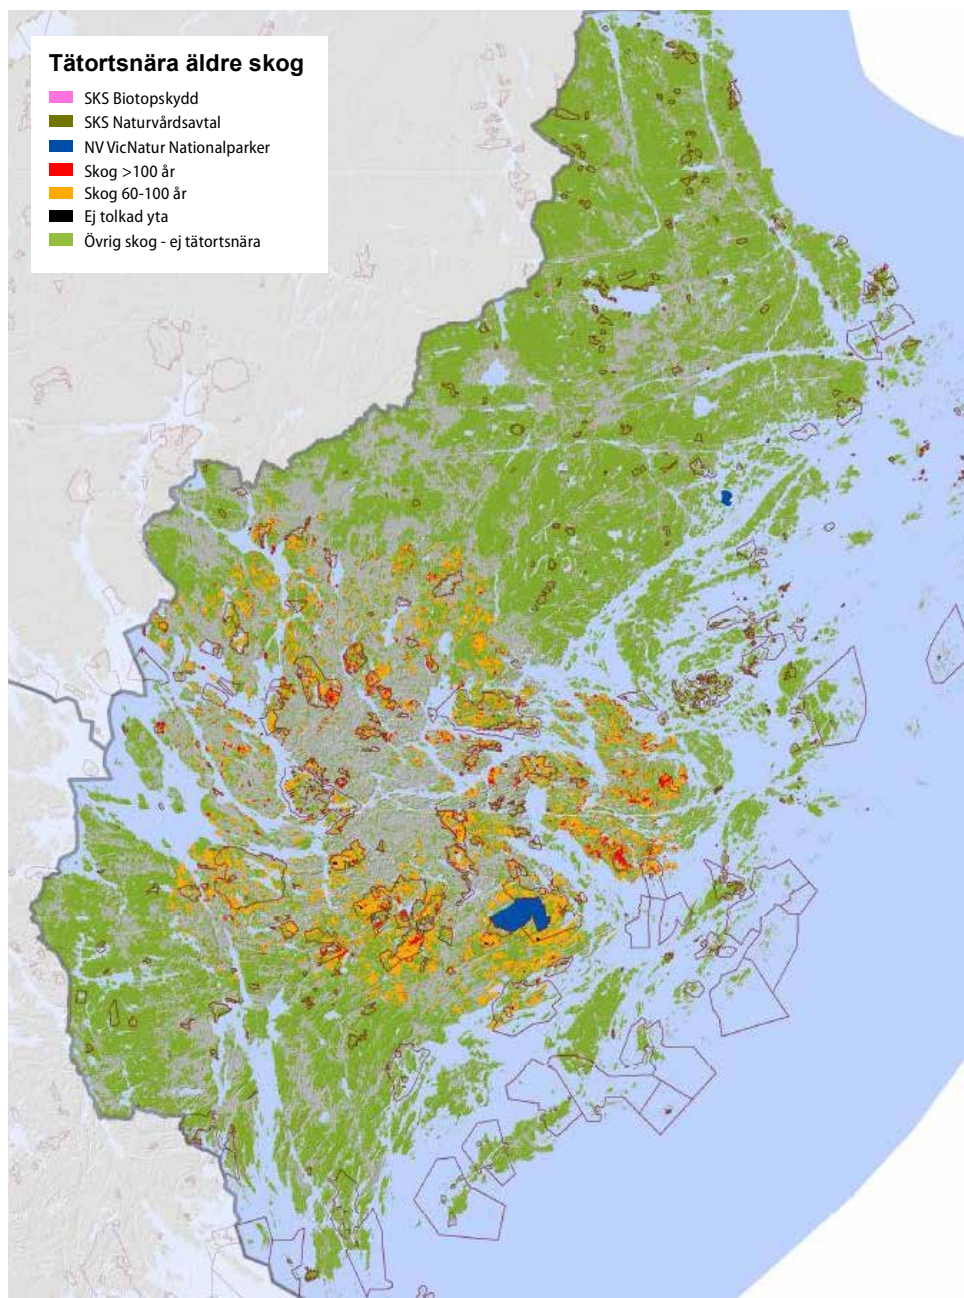 Tätortsnära äldre skog
SKS Biotopskydd
SKS Naturvårdsavtal
NV VicNatur Nationalparker
Skog >100 år
Skog 60-100 år
Ej tolkad yta
Övrig skog - ej tätortsnära